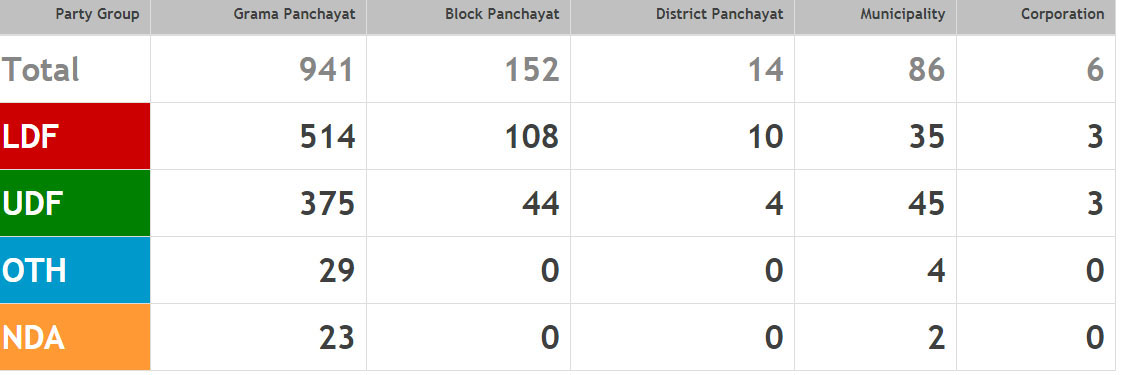 Party Group Grama Panchayat Block Panchayat District Panchayat Municipality Corporation
Total 941 152 14 86 6
LDF 514 108 10 35 3
UDF 375 44 4 45 3
OTH 29 0 0 4 0
NDA 23 0 0 2 0